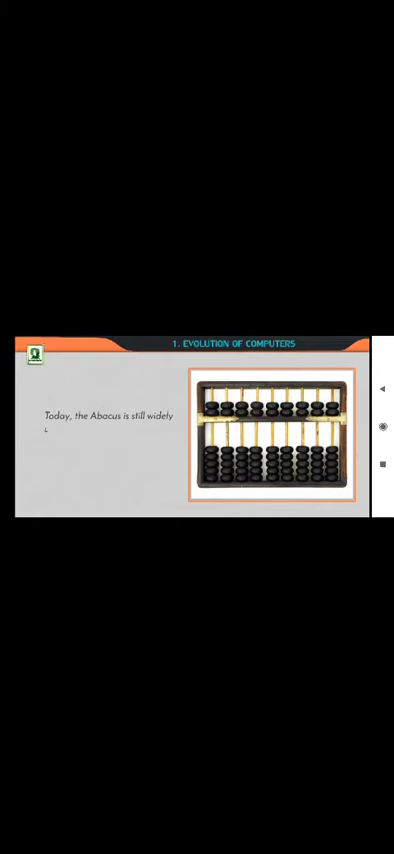 1. EVOLUTION OF COMPUTERS
Today, the Abacus is still widely